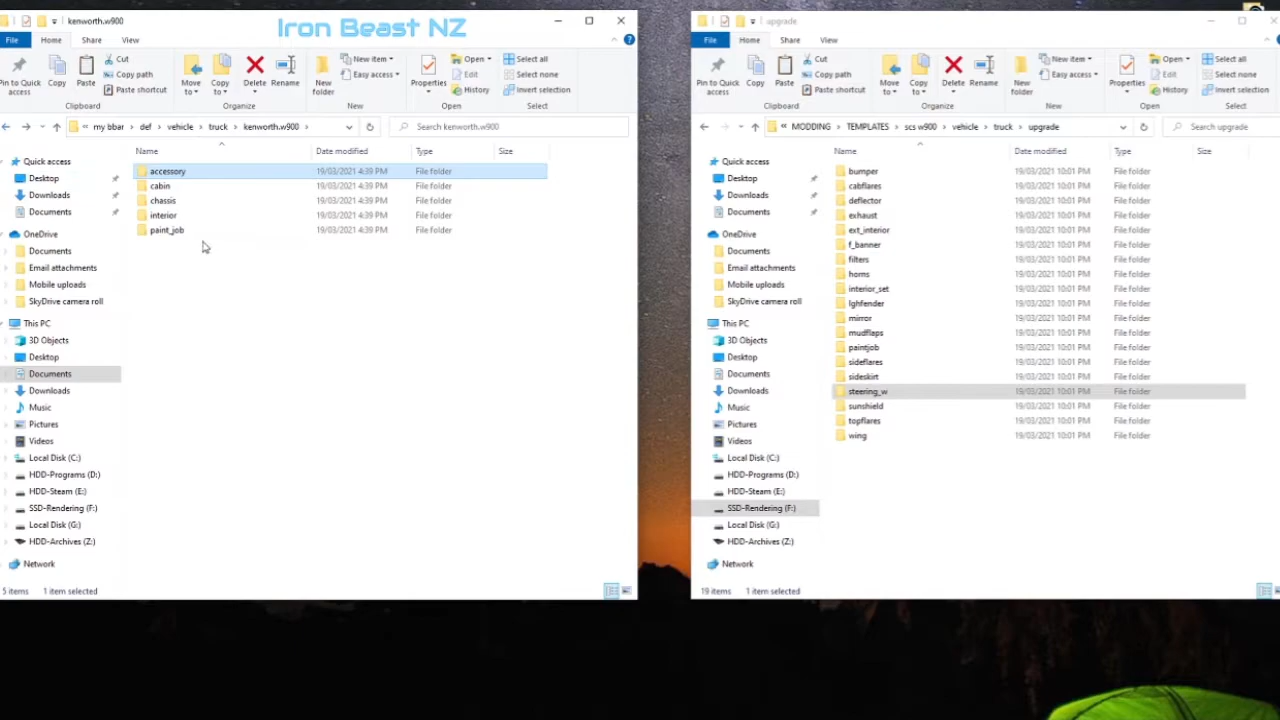 kenworth.w900
Iron Beast NZ
File Home Share View
Pin to Quick access
Copy
Paste
Cut
Copy path
Paste shortcut
Clipboard
Move to
Copy to
Delete
Rename
Organize
New folder
New item
Easy access
New
Properties
Open
Edit
History
Open
Select all
Select none
Invert selection
Select
my bbar > def > vehicle > truck > kenworth.w900 >
Search kenworth.w900
Name Date modified Type Size
Quick access
Desktop
Downloads
Documents
OneDrive
Documents
Email attachments
Mobile uploads
SkyDrive camera roll
This PC
3D Objects
Desktop
Documents
Downloads
Music
Pictures
Videos
Local Disk (C:)
HDD-Programs (D:)
HDD-Steam (E:)
SSD-Rendering (F:)
Local Disk (G:)
HDD-Archives (Z:)
Network
accessory 19/03/2021 4:39 PM File folder
cabin 19/03/2021 4:39 PM File folder
chassis 19/03/2021 4:39 PM File folder
interior 19/03/2021 4:39 PM File folder
paint_job 19/03/2021 4:39 PM File folder
5 items 1 item selected
upgrade
File Home Share View
Pin to Quick access
Copy
Paste
Cut
Copy path
Paste shortcut
Clipboard
Move to
Copy to
Delete
Rename
Organize
New folder
New item
Easy access
New
Properties
Open
Edit
History
Open
Select all
Select none
Invert selection
Select
« MODDING > TEMPLATES > scs w900 > vehicle > truck > upgrade
Search upgrade
Name Date modified Type Size
Quick access
Desktop
Downloads
Documents
OneDrive
Documents
Email attachments
Mobile uploads
SkyDrive camera roll
This PC
3D Objects
Desktop
Documents
Downloads
Music
Pictures
Videos
Local Disk (C:)
HDD-Programs (D:)
HDD-Steam (E:)
SSD-Rendering (F:)
Local Disk (G:)
HDD-Archives (Z:)
Network
bumper 19/03/2021 10:01 PM File folder
cabflares 19/03/2021 10:01 PM File folder
deflector 19/03/2021 10:01 PM File folder
exhaust 19/03/2021 10:01 PM File folder
ext_interior 19/03/2021 10:01 PM File folder
f_banner 19/03/2021 10:01 PM File folder
filters 19/03/2021 10:01 PM File folder
horns 19/03/2021 10:01 PM File folder
interior_set 19/03/2021 10:01 PM File folder
lghfender 19/03/2021 10:01 PM File folder
mirror 19/03/2021 10:01 PM File folder
mudflaps 19/03/2021 10:01 PM File folder
paintjob 19/03/2021 10:01 PM File folder
sideflares 19/03/2021 10:01 PM File folder
sideskirt 19/03/2021 10:01 PM File folder
steering_w 19/03/2021 10:01 PM File folder
sunshield 19/03/2021 10:01 PM File folder
topflares 19/03/2021 10:01 PM File folder
wing 19/03/2021 10:01 PM File folder
19 items 1 item selected